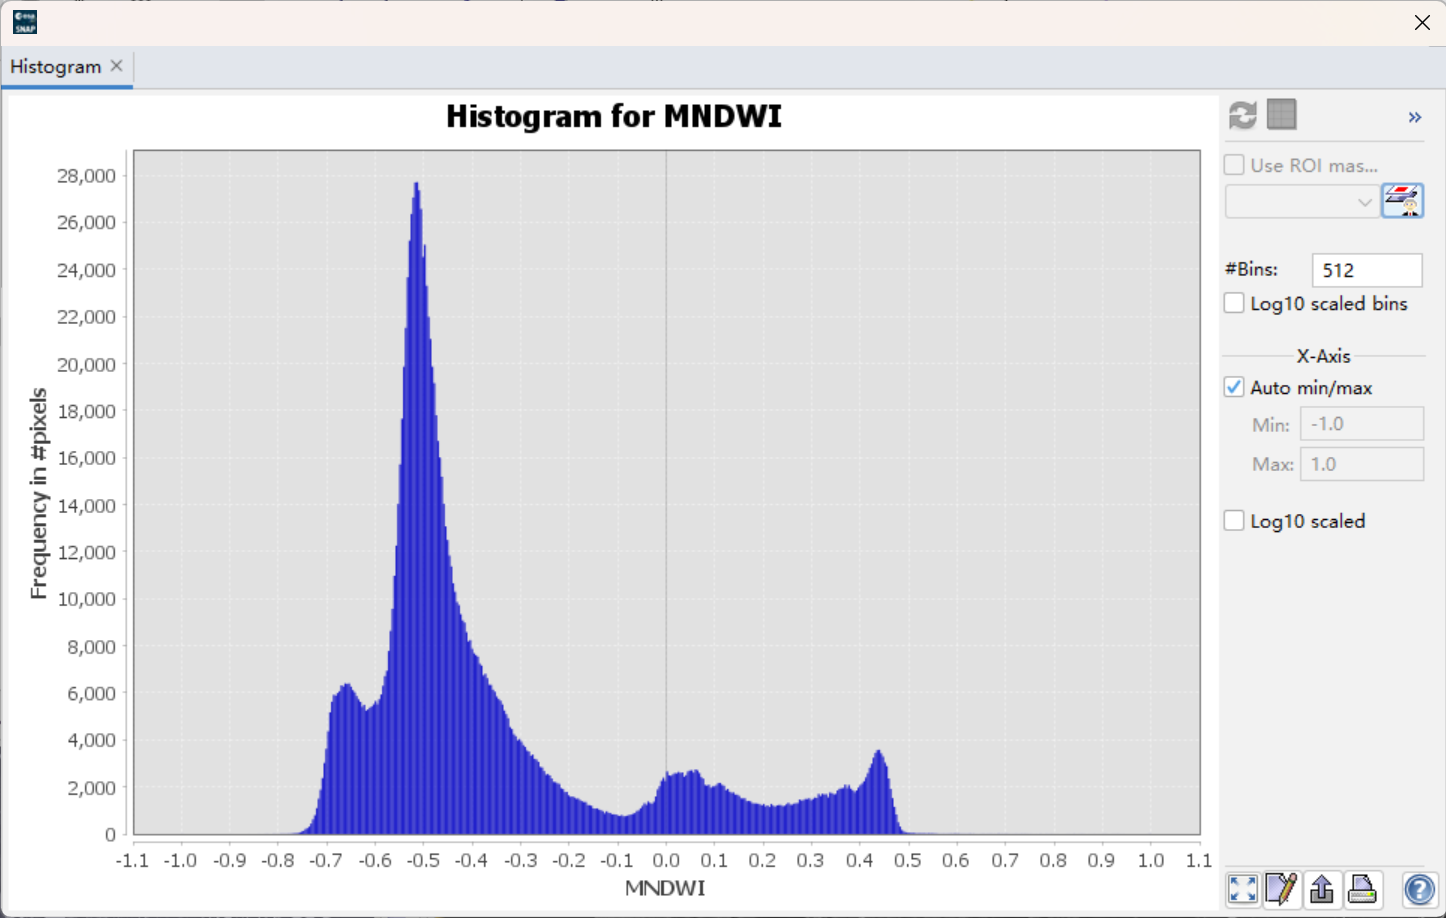 esa
SNAP
Histogram
Histogram for MNDWI
Use ROI mas...
#Bins: 512
Log10 scaled bins
X-Axis
Auto min/max
Min: -1.0
Max: 1.0
Log10 scaled
28,000
26,000
24,000
22,000
20,000
18,000
16,000
14,000
12,000
10,000
8,000
6,000
4,000
2,000
0
Frequency in #pixels
-1.1 -1.0 -0.9 -0.8 -0.7 -0.6 -0.5 -0.4 -0.3 -0.2 -0.1 0.0 0.1 0.2 0.3 0.4 0.5 0.6 0.7 0.8 0.9 1.0 1.1
MNDWI